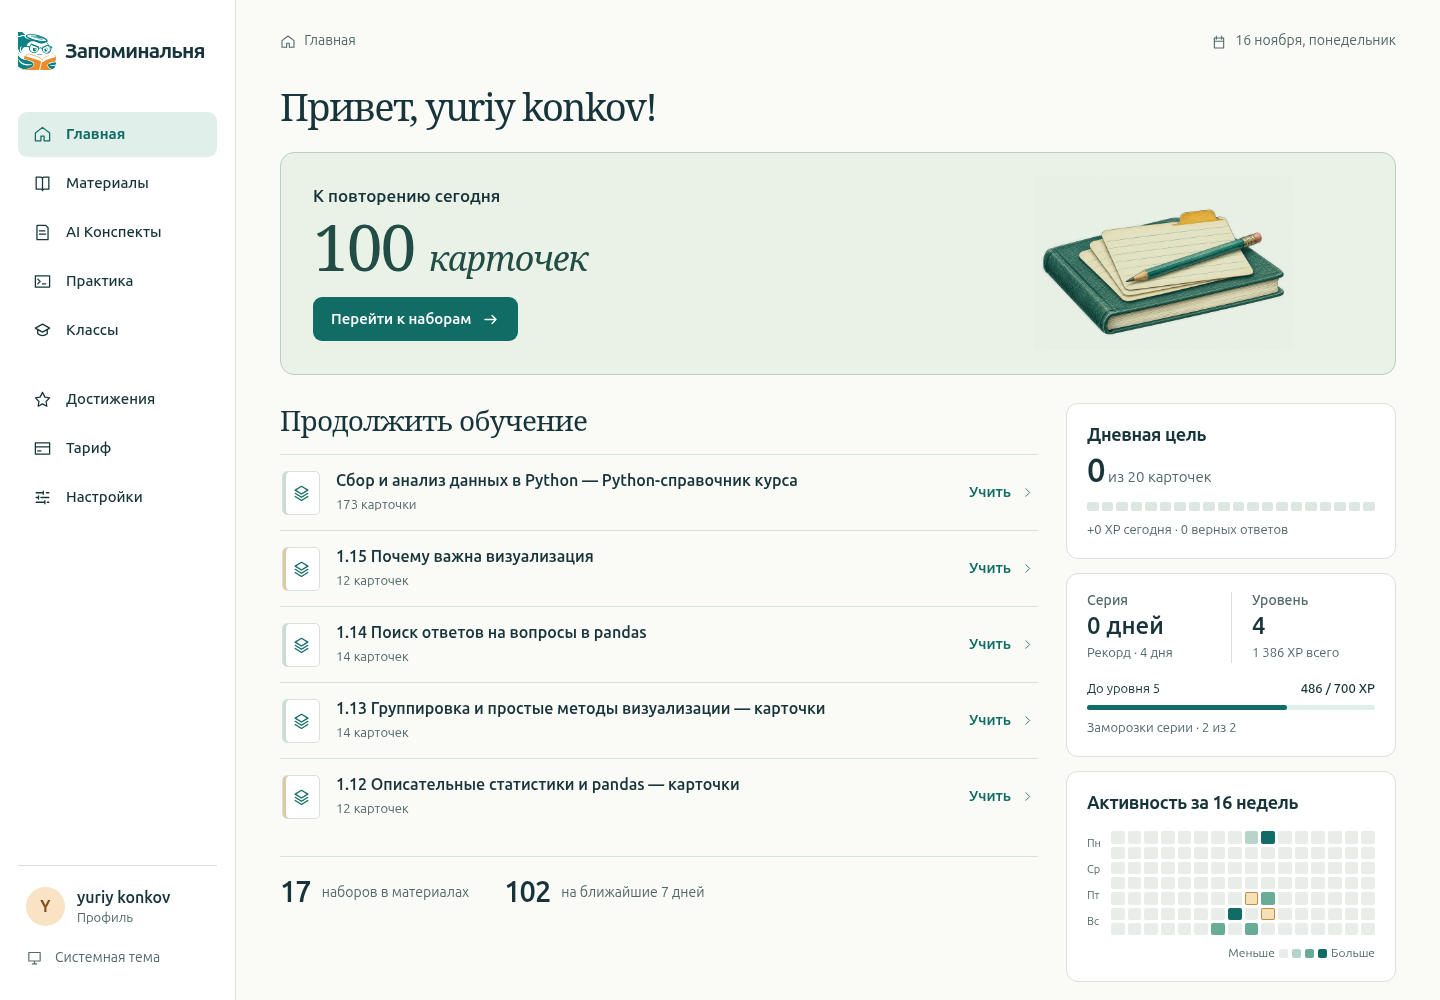 Запоминальня
Главная
Материалы
AI Конспекты
Практика
Классы
Достижения
Тариф
Настройки
Y
yuriy konkov
Профиль
Системная тема
Главная
16 ноября, понедельник
Привет, yuriy konkov!
К повторению сегодня
100 карточек
Перейти к наборам →
Продолжить обучение
Сбор и анализ данных в Python — Python-справочник курса
173 карточки
Учить
1.15 Почему важна визуализация
12 карточек
Учить
1.14 Поиск ответов на вопросы в pandas
14 карточек
Учить
1.13 Группировка и простые методы визуализации — карточки
14 карточек
Учить
1.12 Описательные статистики и pandas — карточки
12 карточек
Учить
17 наборов в материалах
102 на ближайшие 7 дней
Дневная цель
0 из 20 карточек
+0 XP сегодня · 0 верных ответов
Серия
0 дней
Рекорд · 4 дня
Уровень
4
1 386 XP всего
До уровня 5
486 / 700 XP
Заморозки серии · 2 из 2
Активность за 16 недель
Пн
Ср
Пт
Вс
Меньше
Больше